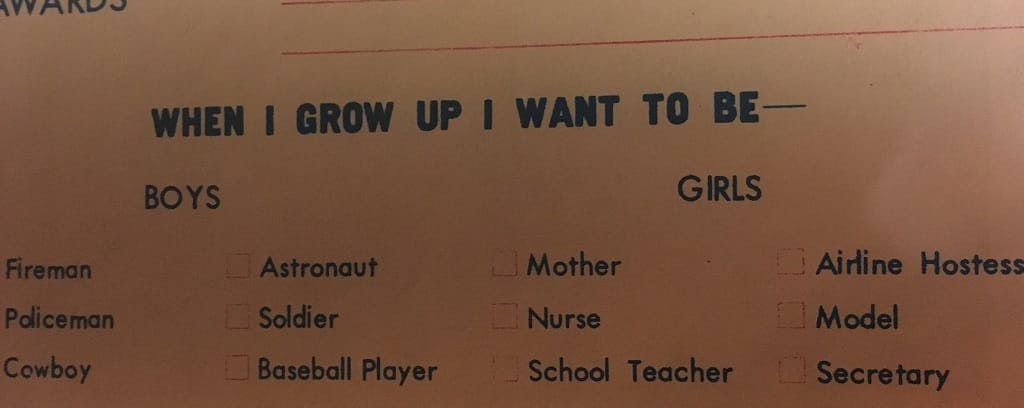 AWARDS
WHEN I GROW UP I WANT TO BE—
BOYS GIRLS
Fireman Astronaut Mother Airline Hostess
Policeman Soldier Nurse Model
Cowboy Baseball Player School Teacher Secretary